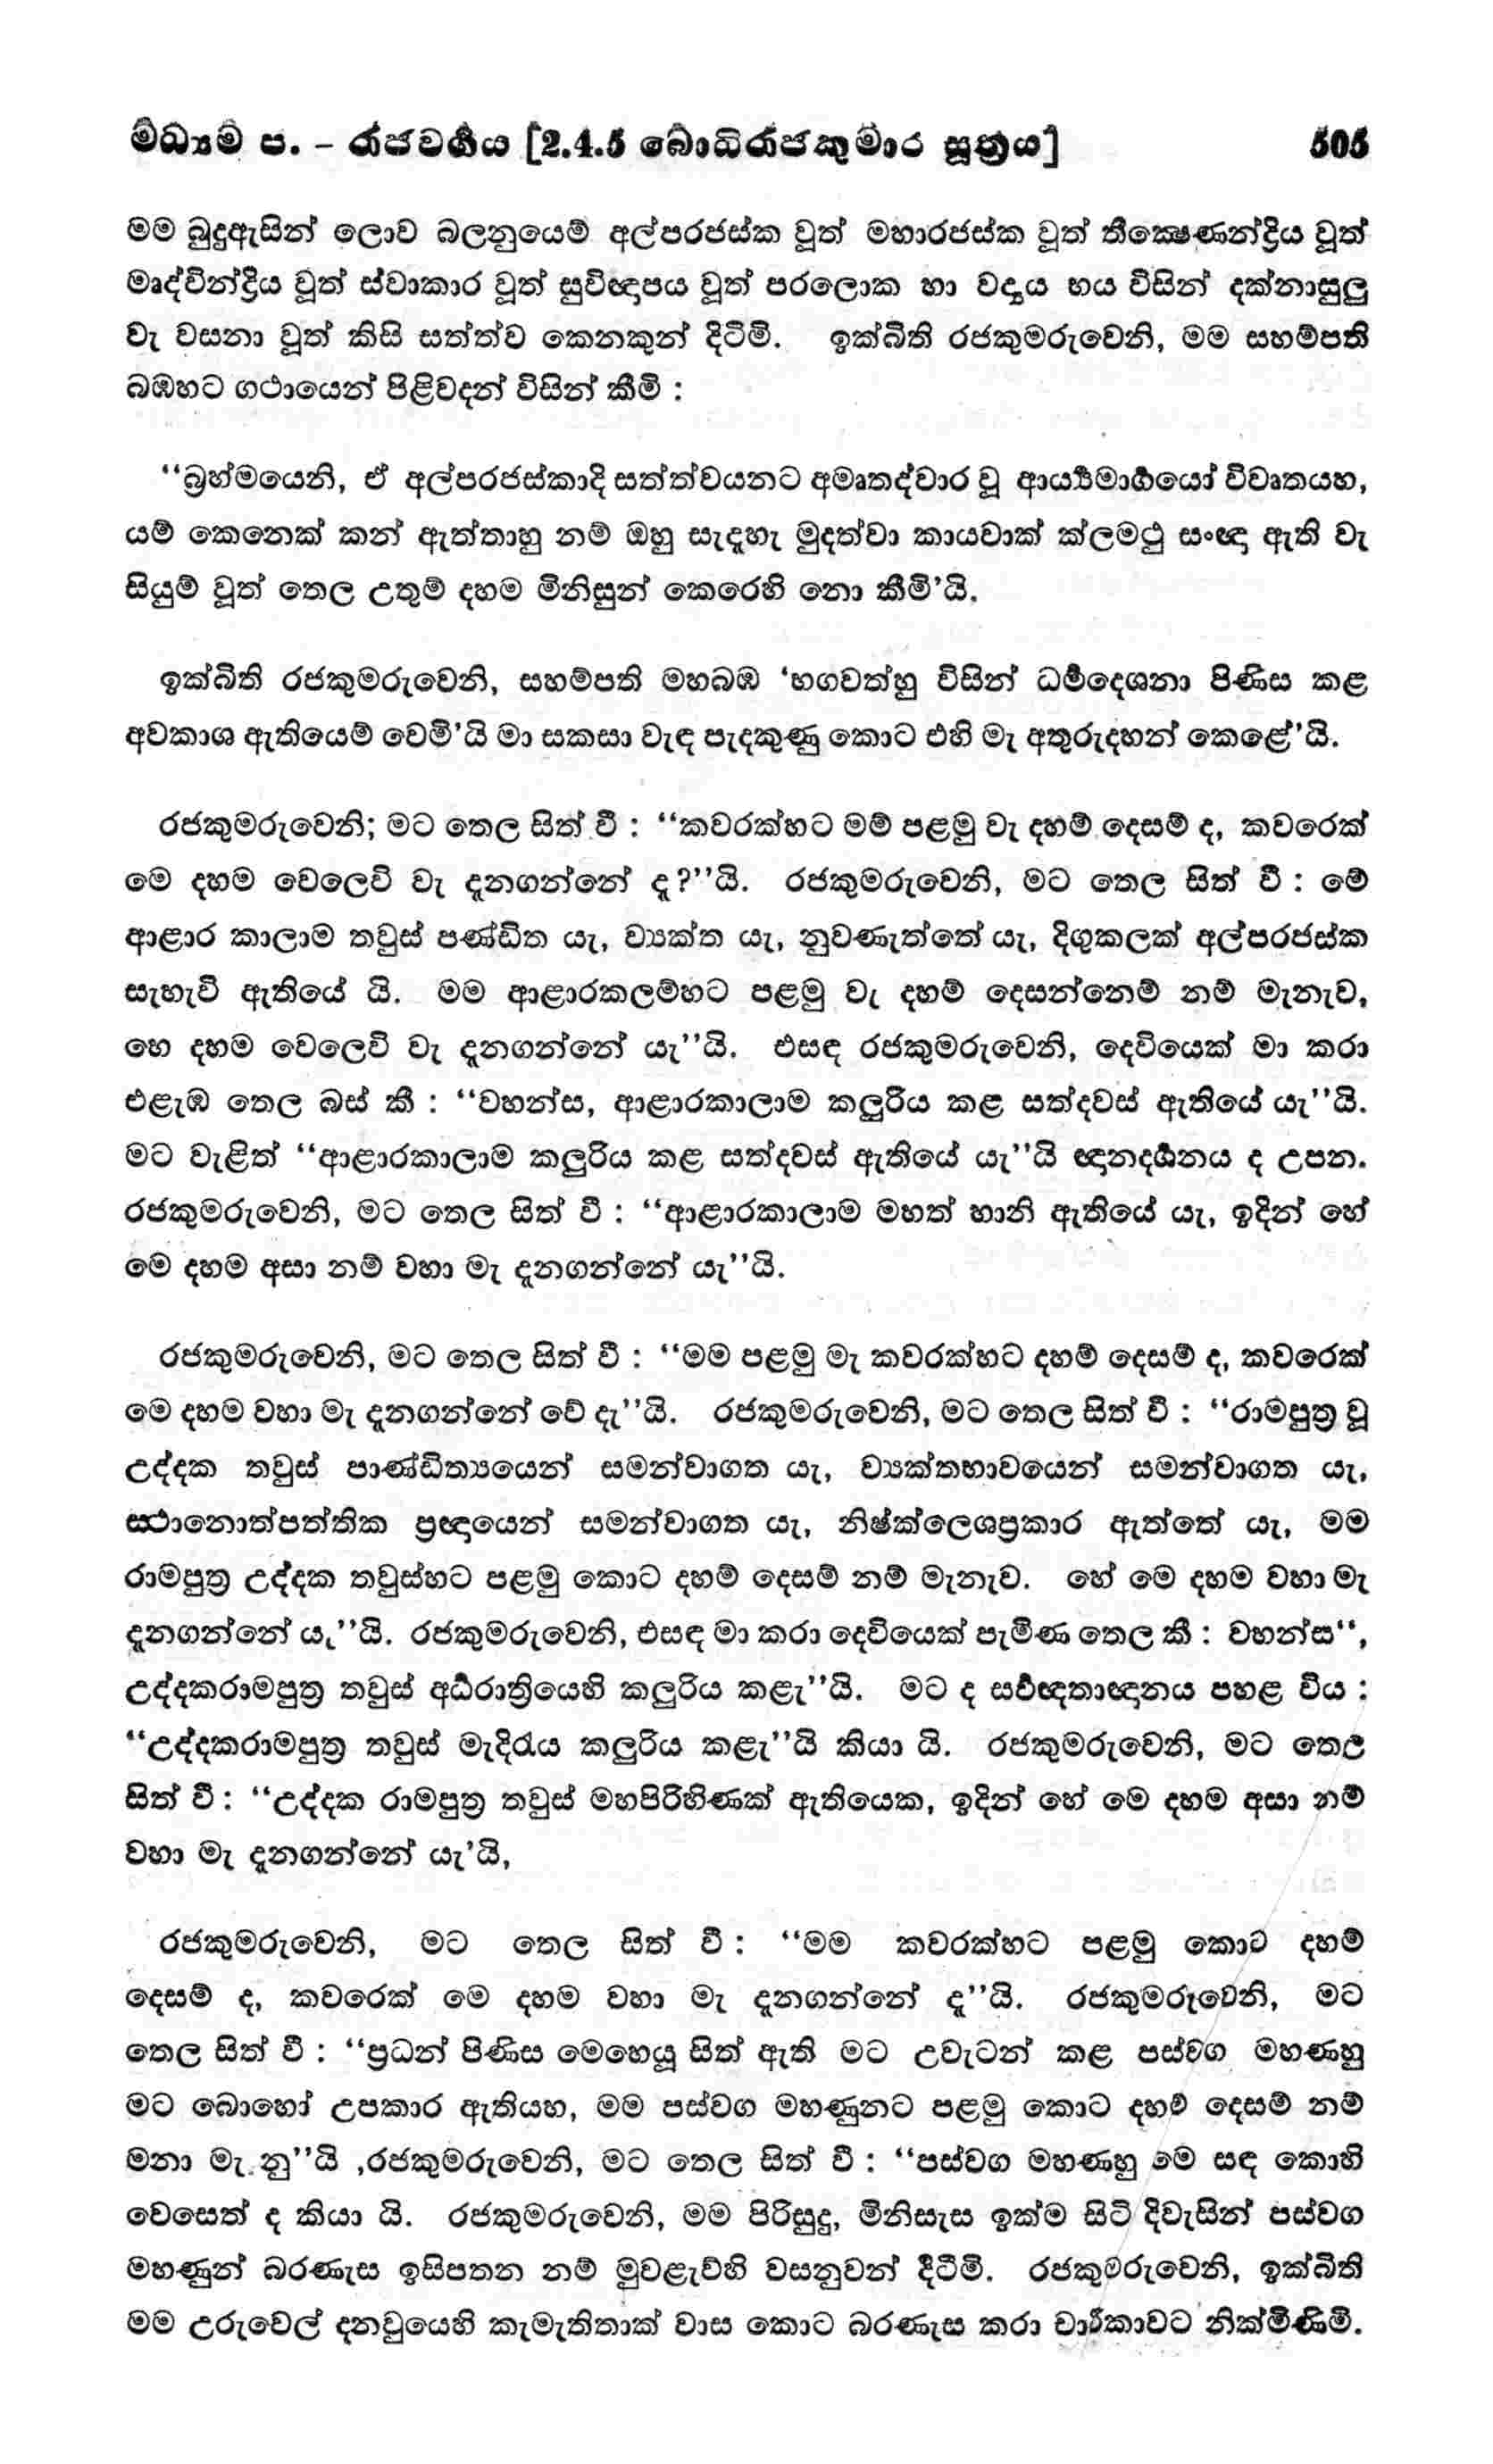 මධ්‍යම ප. – රාජවර්ගය [2.4.5 බොධිරාජකුමාර සූත්‍රය] 505
මම බුදුඇසින් ලොව බලනුයෙම් අල්පරජස්ක වූත් මහාරජස්ක වූත් තීක්‍ෂෙණන්ද්‍රිය වූත්
මෘද්වින්ද්‍රිය වූත් ස්වාකාර වූත් සුවිඥාපය වූත් පරලොක හා වද්‍යය භය විසින් දක්නාසුලු
වැ වසනා වූත් කිසි සත්ත්ව කෙනකුන් දිටිමි. ඉක්බිති රජකුමරුවෙනි, මම සහම්පති
බඹහට ගථායෙන් පිළිවදන් විසින් කීමි :
“බ්‍රහ්මයෙනි, ඒ අල්පරජස්කාදි සත්ත්වයනට අමෘතද්වාර වූ ආර්‍ය්‍යමාර්ගයෝ විවෘතයහ,
යම් කෙනෙක් කන් ඇත්තාහු නම් ඔහු සැදැහැ මුදත්වා කායවාක් ක්ලමථු සංඥා ඇති වැ
සියුම් වූත් තෙල උතුම් දහම මිනිසුන් කෙරෙහි නො කීමි’යි.
ඉක්බිති රජකුමරුවෙනි, සහම්පති මහබඹ ‘භගවත්හු විසින් ධර්මදෙශනා පිණිස කළ
අවකාශ ඇතියෙම් වෙමි’යි මා සකසා වැඳ පැදකුණු කොට එහි මැ අතුරුදහන් කෙළේ’යි.
රජකුමරුවෙනි; මට තෙල සිත් වී : “කවරක්හට මම් පළමු වැ දහම් දෙසම් ද, කවරෙක්
මෙ දහම වෙලෙවි වැ දැනගන්නේ දැ?”යි. රජකුමරුවෙනි, මට තෙල සිත් වී : මේ
ආළාර කාලාම තවුස් පණ්ඩිත යැ, ව්‍යක්ත යැ, නුවණැත්තේ යැ, දිගුකලක් අල්පරජස්ක
සැහැවි ඇතියේ යි. මම ආළාරකලම්හට පළමු වැ දහම් දෙසන්නෙම් නම් මැනැව,
හෙ දහම වෙලෙවි වැ දැනගන්නේ යැ”යි. එසඳ රජකුමරුවෙනි, දෙවියෙක් මා කරා
එළැඹ තෙල බස් කී : “වහන්ස, ආළාරකාලාම කලුරිය කළ සත්දවස් ඇතියේ යැ”යි.
මට වැළිත් “ආළාරකාලාම කලුරිය කළ සත්දවස් ඇතියේ යැ”යි ඥානදර්ශනය ද උපන.
රජකුමරුවෙනි, මට තෙල සිත් වී : “ආළාරකාලාම මහත් හානි ඇතියේ යැ, ඉදින් හේ
මෙ දහම අසා නම් වහා මැ දැනගන්නේ යැ”යි.
රජකුමරුවෙනි, මට තෙල සිත් වී : “මම පළමු මැ කවරක්හට දහම් දෙසම් ද, කවරෙක්
මෙ දහම වහා මැ දැනගන්නේ වේ දැ”යි. රජකුමරුවෙනි, මට තෙල සිත් වී : “රාමපුත්‍ර වූ
උද්දක තවුස් පාණ්ඩිත්‍යයෙන් සමන්වාගත යැ, ව්‍යක්තභාවයෙන් සමන්වාගත යැ,
ස්ථානොත්පත්තික ප්‍රඥායෙන් සමන්වාගත යැ, නිෂ්ක්ලෙශප්‍රකාර ඇත්තේ යැ, මම
රාමපුත්‍ර උද්දක තවුස්හට පළමු කොට දහම් දෙසම් නම් මැනැව. හේ මෙ දහම වහා මැ
දැනගන්නේ යැ”යි. රජකුමරුවෙනි, එසඳ මා කරා දෙවියෙක් පැමිණ තෙල කී : වහන්ස“,
උද්දකරාමපුත්‍ර තවුස් අර්ධරාත්‍රියෙහි කලුරිය කළැ”යි. මට ද සර්වඥතාඥානය පහළ විය :
“උද්දකරාමපුත්‍ර තවුස් මැදිරැය කලුරිය කළැ”යි කියා යි. රජකුමරුවෙනි, මට තෙල
සිත් වී : “උද්දක රාමපුත්‍ර තවුස් මහපිරිහිණක් ඇතියෙක, ඉදින් හේ මෙ දහම අසා නම්
වහා මැ දැනගන්නේ යැ’යි,
රජකුමරුවෙනි, මට තෙල සිත් වී : “මම කවරක්හට පළමු කොට දහම්
දෙසම් ද, කවරෙක් මෙ දහම වහා මැ දැනගන්නේ දැ”යි. රජකුමරුවෙනි, මට
තෙල සිත් වී : “ප්‍රධන් පිණිස මෙහෙයූ සිත් ඇති මට උවැටන් කළ පස්වග මහණහු
මට බොහෝ උපකාර ඇතියහ, මම පස්වග මහණුනට පළමු කොට දහම් දෙසම් නම්
මනා මැ නු”යි ,රජකුමරුවෙනි, මට තෙල සිත් වී : “පස්වග මහණහු මෙ සඳ කොහි
වෙසෙත් ද කියා යි. රජකුමරුවෙනි, මම පිරිසුදු, මිනිසැස ඉක්ම සිටි දිවැසින් පස්වග
මහණුන් බරණැස ඉසිපතන නම් මුවළැව්හි වසනුවන් දිටීමි. රජකුමරුවෙනි, ඉක්බිති
මම උරුවෙල් දනවුයෙහි කැමැතිතාක් වාස කොට බරණැස කරා චාරිකාවට නික්මිණිමි.